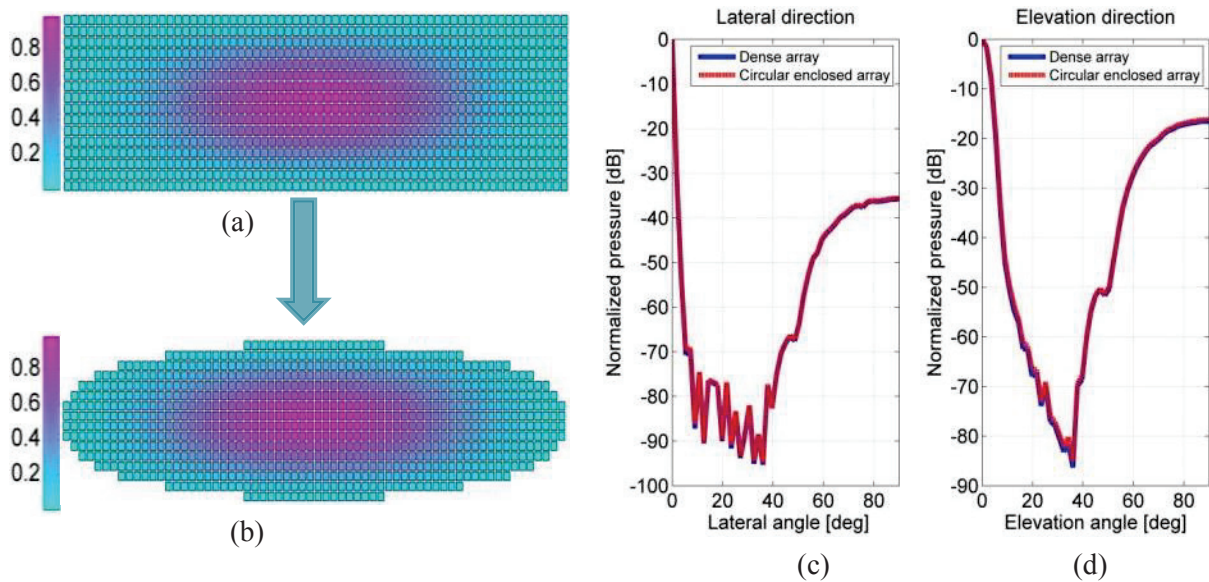 0.8
0.6
0.4
0.2
(a)
0.8
0.6
0.4
0.2
(b)
Lateral direction
Dense array
Circular enclosed array
Normalized pressure [dB]
0
-10
-20
-30
-40
-50
-60
-70
-80
-90
-100
0 20 40 60 80
Lateral angle [deg]
(c)
Elevation direction
Dense array
Circular enclosed array
Normalized pressure [dB]
0
-10
-20
-30
-40
-50
-60
-70
-80
-90
0 20 40 60 80
Elevation angle [deg]
(d)